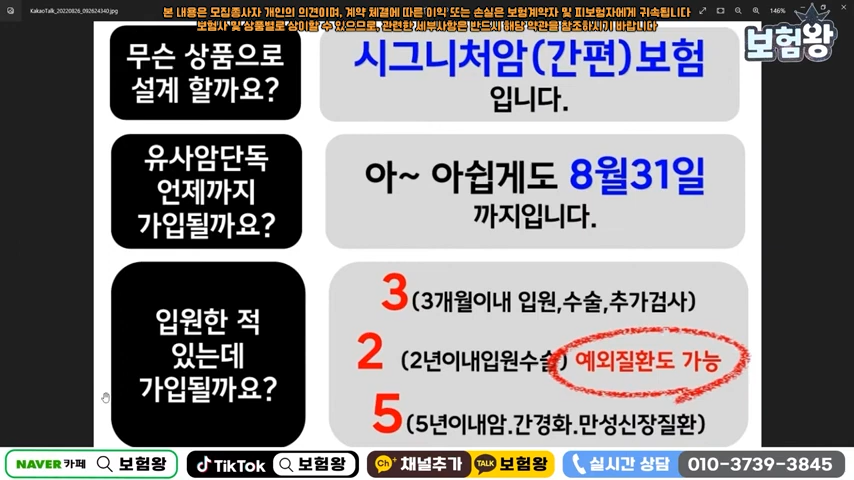 KakaoTalk_20220826_092624340.jpg
본 내용은 모집종사자 개인의 의견이며, 계약 체결에 따른 이익 또는 손실은 보험계약자 및 피보험자에게 귀속됩니다
보험사 및 상품별로 상이할 수 있으므로, 관련한 세부사항은 반드시 해당 약관을 참조하시기 바랍니다
146%
보험왕
무슨 상품으로
설계 할까요?
시그니처암(간편)보험
입니다.
유사암단독
언제까지
가입될까요?
아~ 아쉽게도 8월31일
까지입니다.
입원한 적
있는데
가입될까요?
3 (3개월이내 입원,수술,추가검사)
2 (2년이내입원수술) 예외질환도 가능
5 (5년이내암.간경화.만성신장질환)
NAVER 카페 보험왕
TikTok 보험왕
Ch+ 채널추가 TALK 보험왕
실시간 상담 010-3739-3845